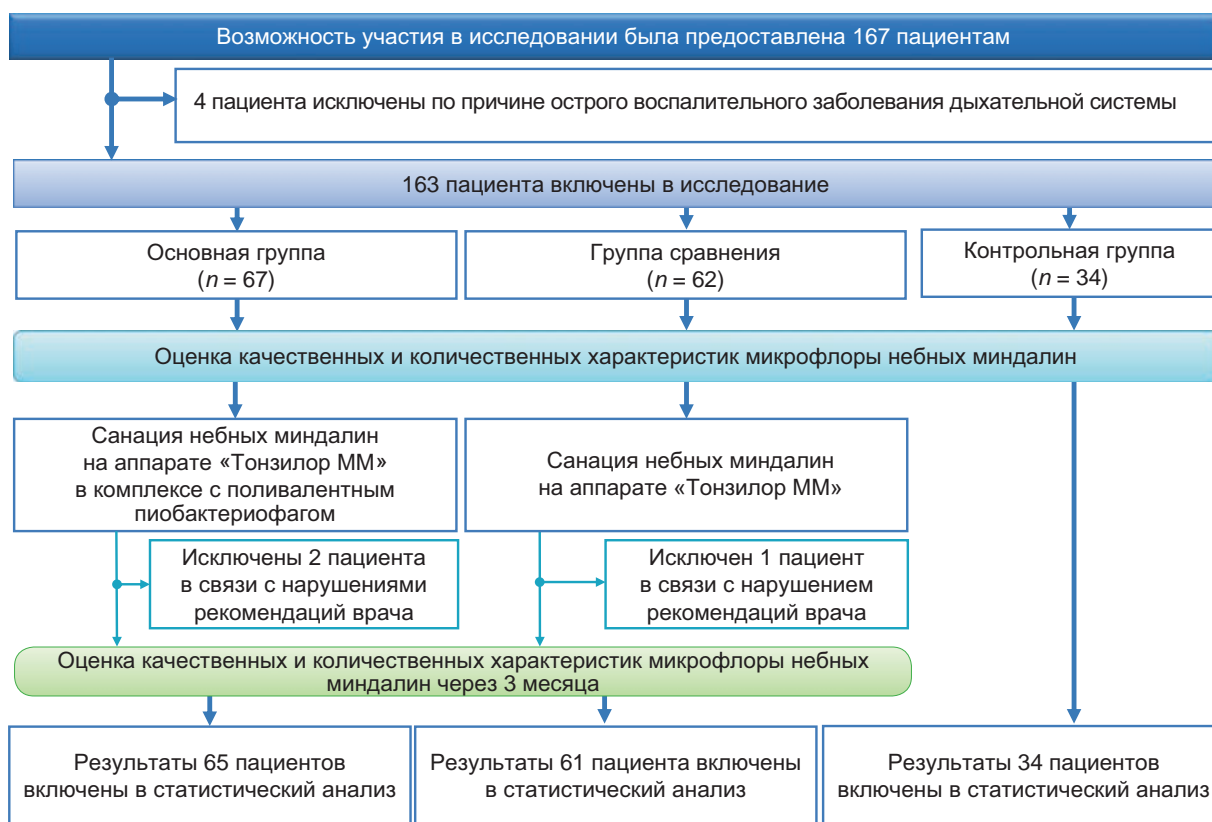 Возможность участия в исследовании была предоставлена 167 пациентам
4 пациента исключены по причине острого воспалительного заболевания дыхательной системы
163 пациента включены в исследование
Основная группа
(n = 67)
Группа сравнения
(n = 62)
Контрольная группа
(n = 34)
Оценка качественных и количественных характеристик микрофлоры небных миндалин
Санация небных миндалин
на аппарате «Тонзилор ММ»
в комплексе с поливалентным
пиобактериофагом
Санация небных миндалин
на аппарате «Тонзилор ММ»
Исключены 2 пациента
в связи с нарушениями
рекомендаций врача
Исключен 1 пациент
в связи с нарушением
рекомендаций врача
Оценка качественных и количественных характеристик микрофлоры небных
миндалин через 3 месяца
Результаты 65 пациентов
включены в статистический анализ
Результаты 61 пациента включены
в статистический анализ
Результаты 34 пациентов
включены в статистический анализ